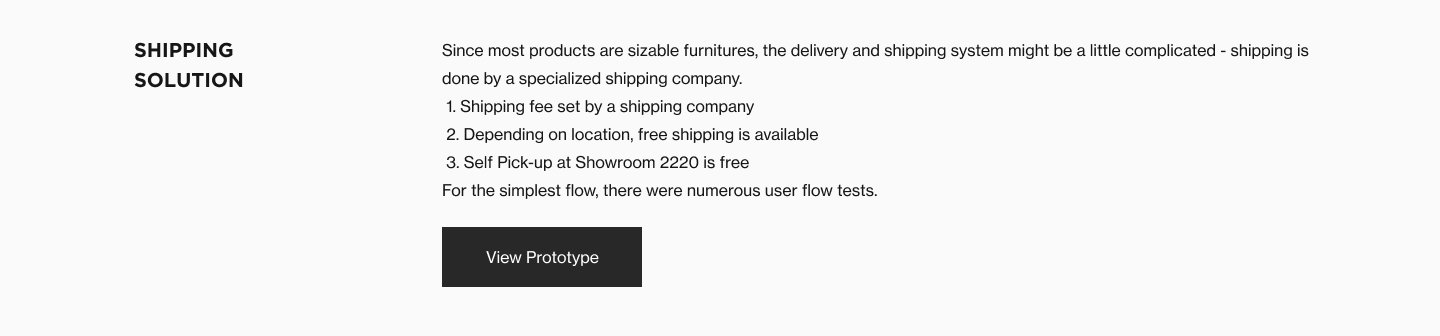 SHIPPING
SOLUTION
Since most products are sizable furnitures, the delivery and shipping system might be a little complicated - shipping is
done by a specialized shipping company.
1. Shipping fee set by a shipping company
2. Depending on location, free shipping is available
3. Self Pick-up at Showroom 2220 is free
For the simplest flow, there were numerous user flow tests.
View Prototype